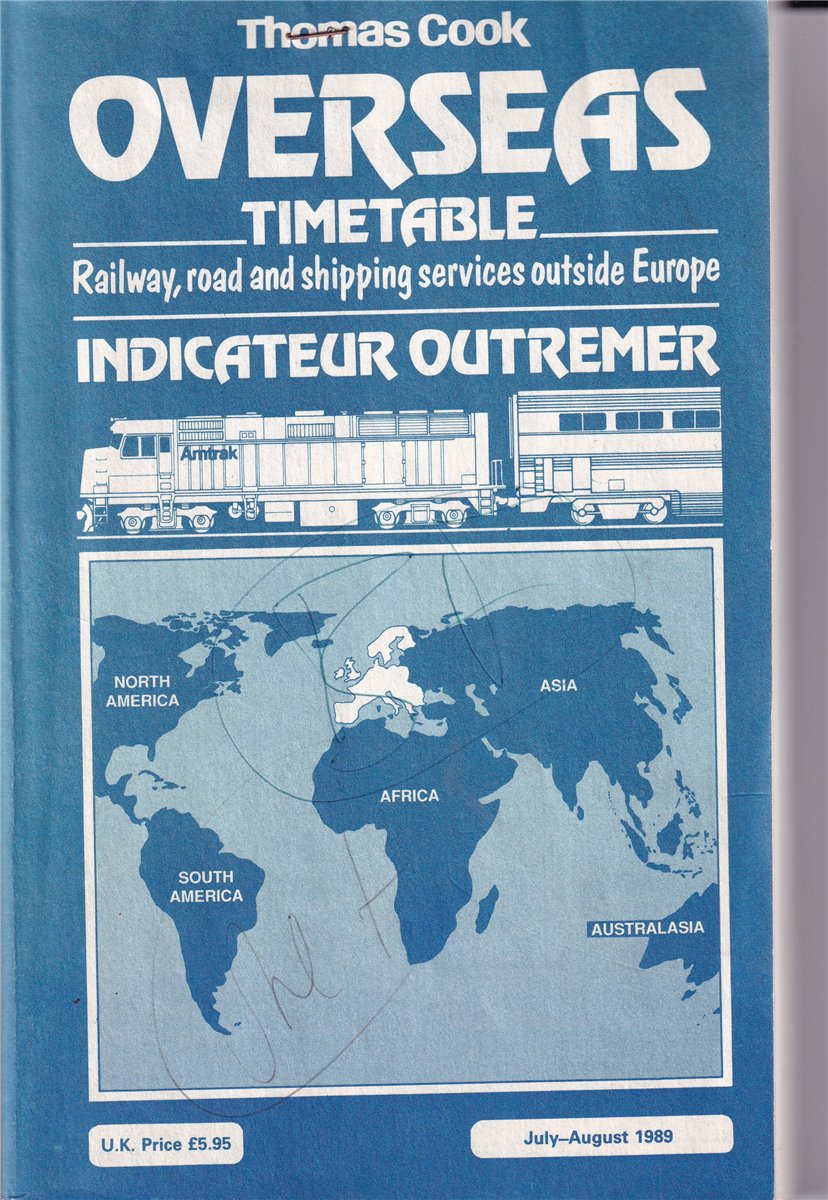 Thomas Cook
OVERSEAS
TIMETABLE
Railway, road and shipping services outside Europe
INDICATEUR OUTREMER
Amtrak
NORTH
AMERICA
ASIA
AFRICA
SOUTH
AMERICA
AUSTRALASIA
U.K. Price £5.95
July–August 1989